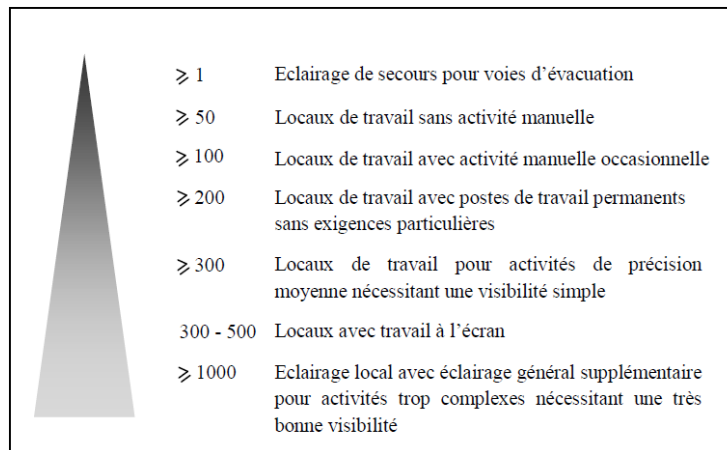 ⩾ 1 Eclairage de secours pour voies d’évacuation
⩾ 50 Locaux de travail sans activité manuelle
⩾ 100 Locaux de travail avec activité manuelle occasionnelle
⩾ 200 Locaux de travail avec postes de travail permanents
sans exigences particulières
⩾ 300 Locaux de travail pour activités de précision
moyenne nécessitant une visibilité simple
300 - 500 Locaux avec travail à l’écran
⩾ 1000 Eclairage local avec éclairage général supplémentaire
pour activités trop complexes nécessitant une très
bonne visibilité